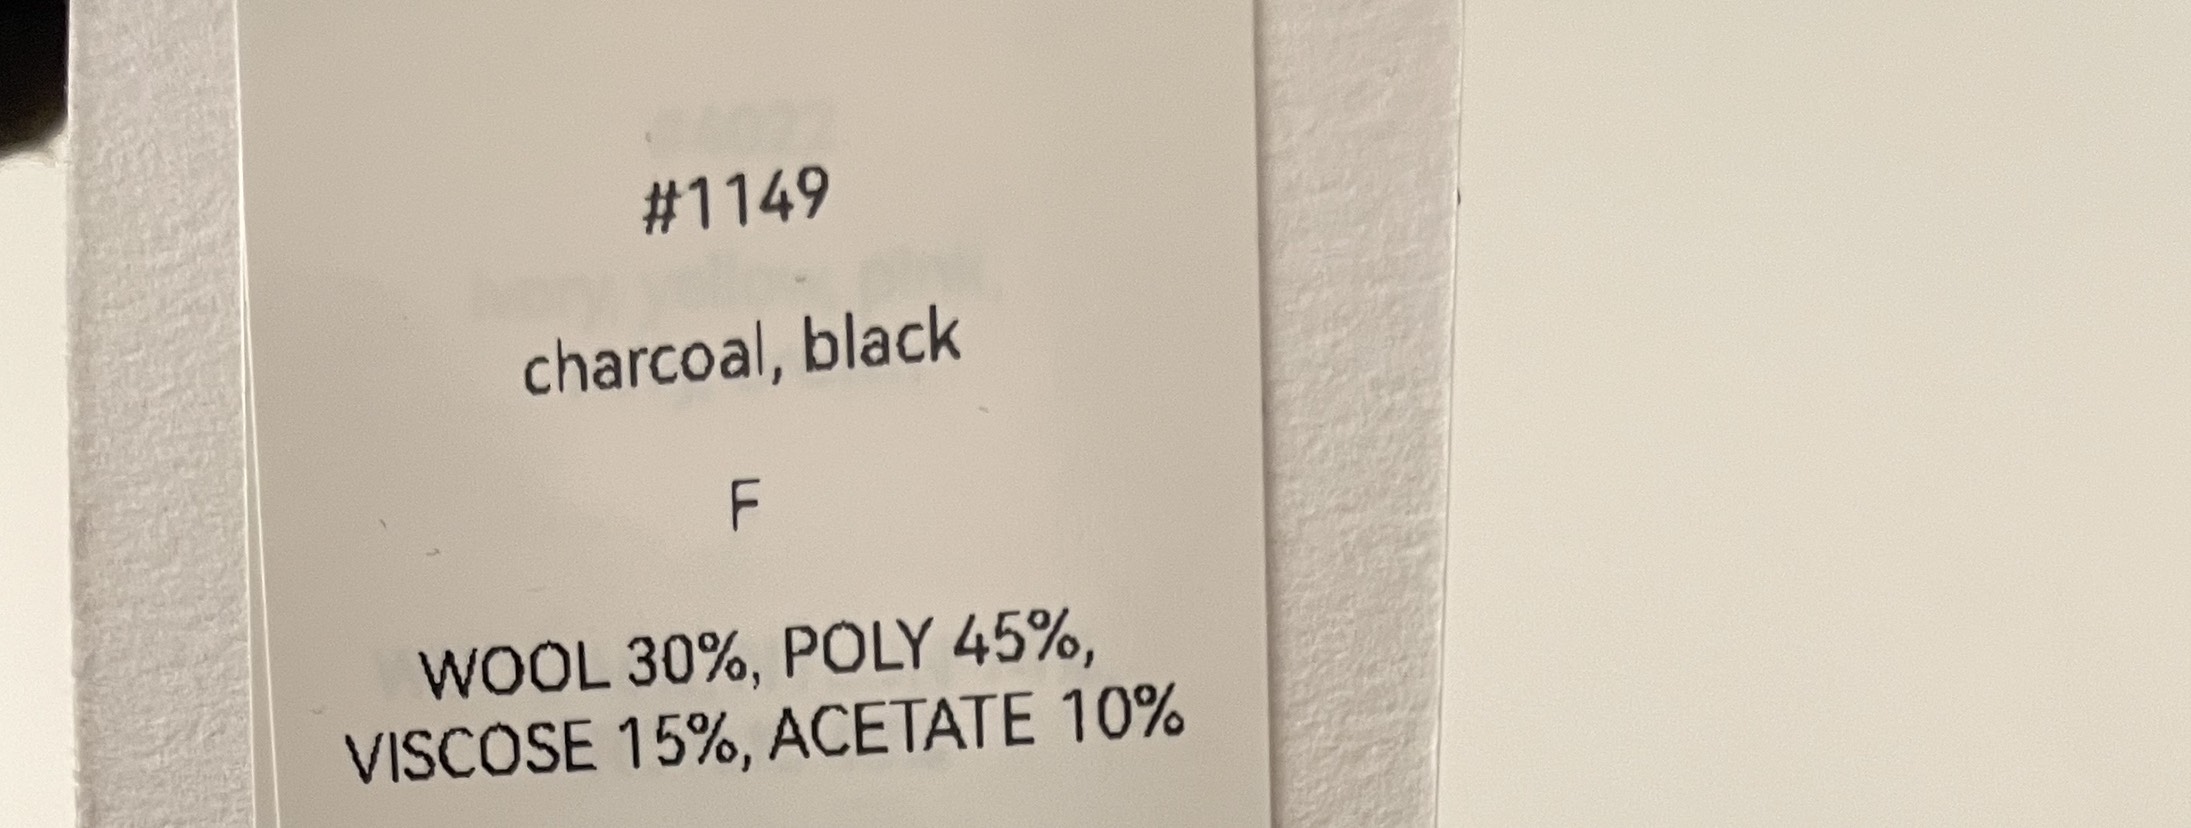 #1149
charcoal, black
F
WOOL 30%, POLY 45%,
VISCOSE 15%, ACETATE 10%